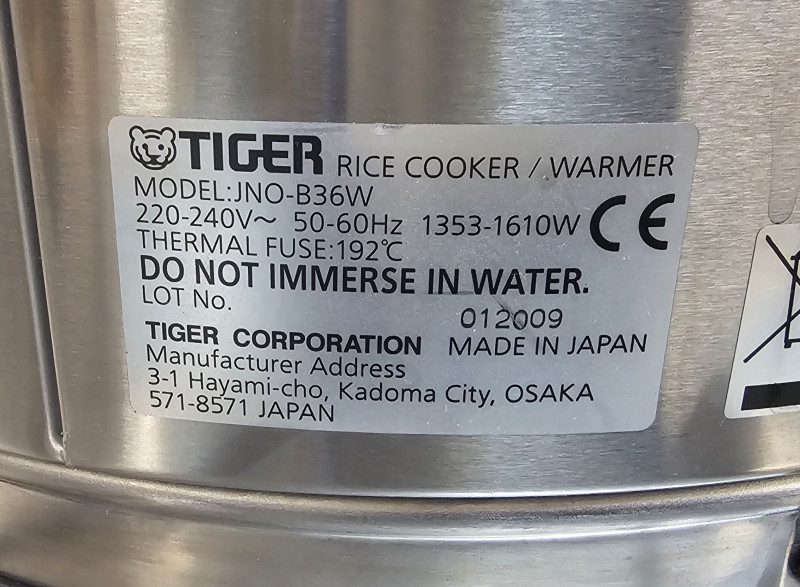 TIGER RICE COOKER / WARMER
MODEL:JNO-B36W
220-240V~ 50-60Hz 1353-1610W CE
THERMAL FUSE:192℃
DO NOT IMMERSE IN WATER.
LOT No.
012009
TIGER CORPORATION MADE IN JAPAN
Manufacturer Address
3-1 Hayami-cho, Kadoma City, OSAKA
571-8571 JAPAN